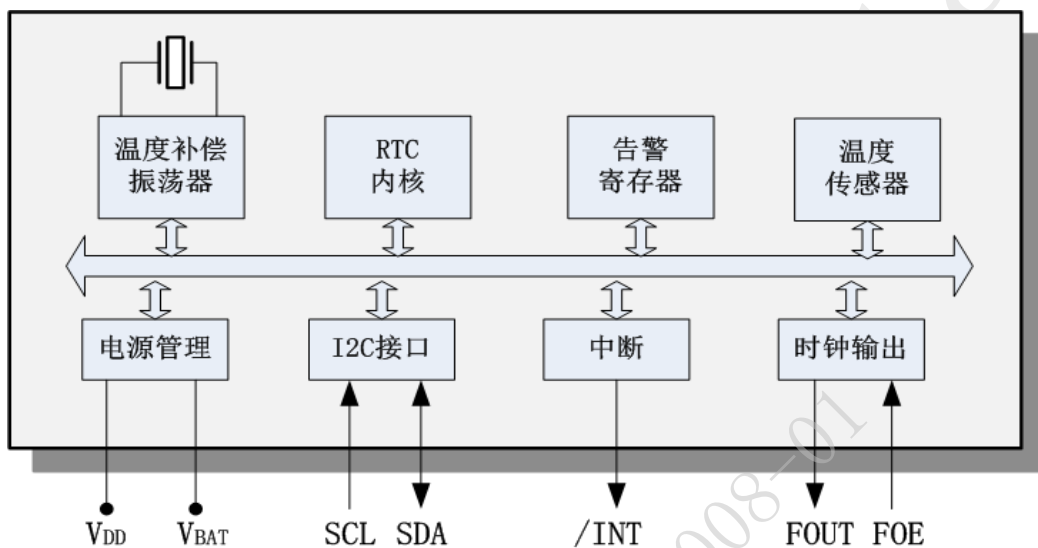 温度补偿
振荡器
RTC
内核
告警
寄存器
温度
传感器
电源管理
I2C接口
中断
时钟输出
VDD
VBAT
SCL
SDA
/INT
FOUT
FOE
008-01